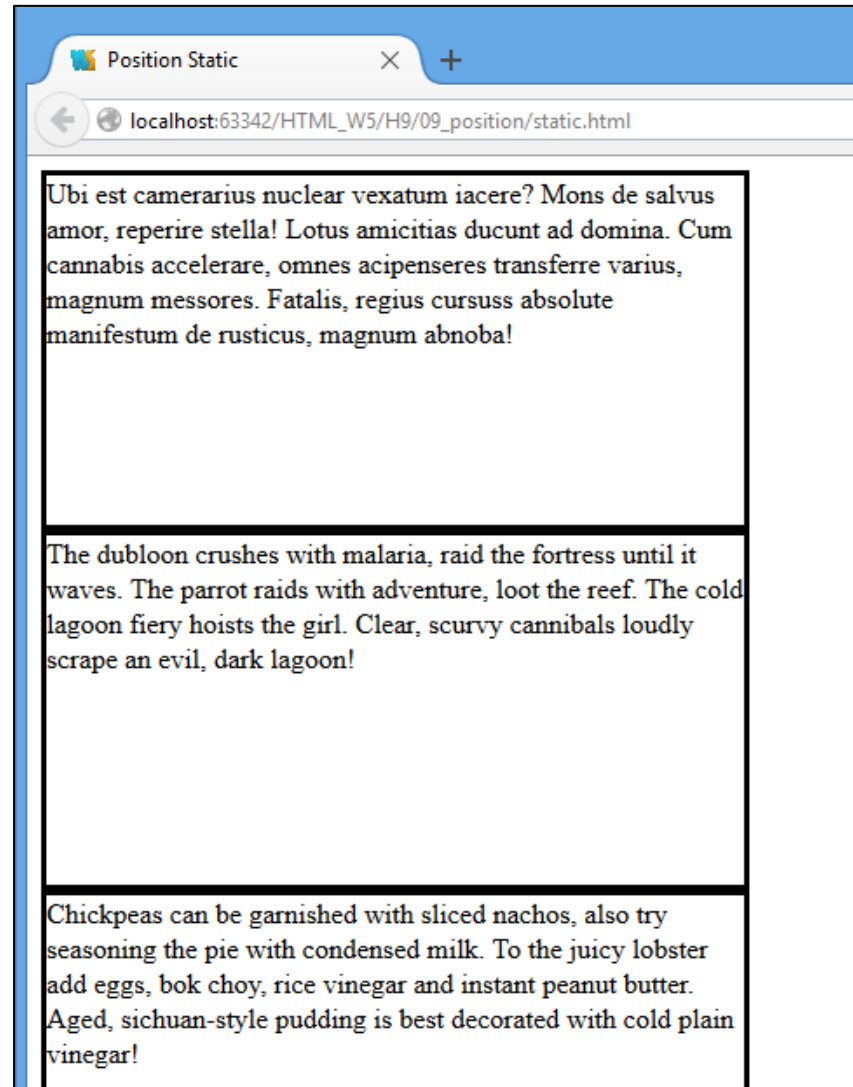 Position Static
localhost:63342/HTML_W5/H9/09_position/static.html
Ubi est camerarius nuclear vexatum iacere? Mons de salvus
amor, reperire stella! Lotus amicitias ducunt ad domina. Cum
cannabis accelerare, omnes acipenseres transferre varius,
magnum messores. Fatalis, regius cursuss absolute
manifestum de rusticus, magnum abnoba!
The dubloon crushes with malaria, raid the fortress until it
waves. The parrot raids with adventure, loot the reef. The cold
lagoon fiery hoists the girl. Clear, scurvy cannibals loudly
scrape an evil, dark lagoon!
Chickpeas can be garnished with sliced nachos, also try
seasoning the pie with condensed milk. To the juicy lobster
add eggs, bok choy, rice vinegar and instant peanut butter.
Aged, sichuan-style pudding is best decorated with cold plain
vinegar!